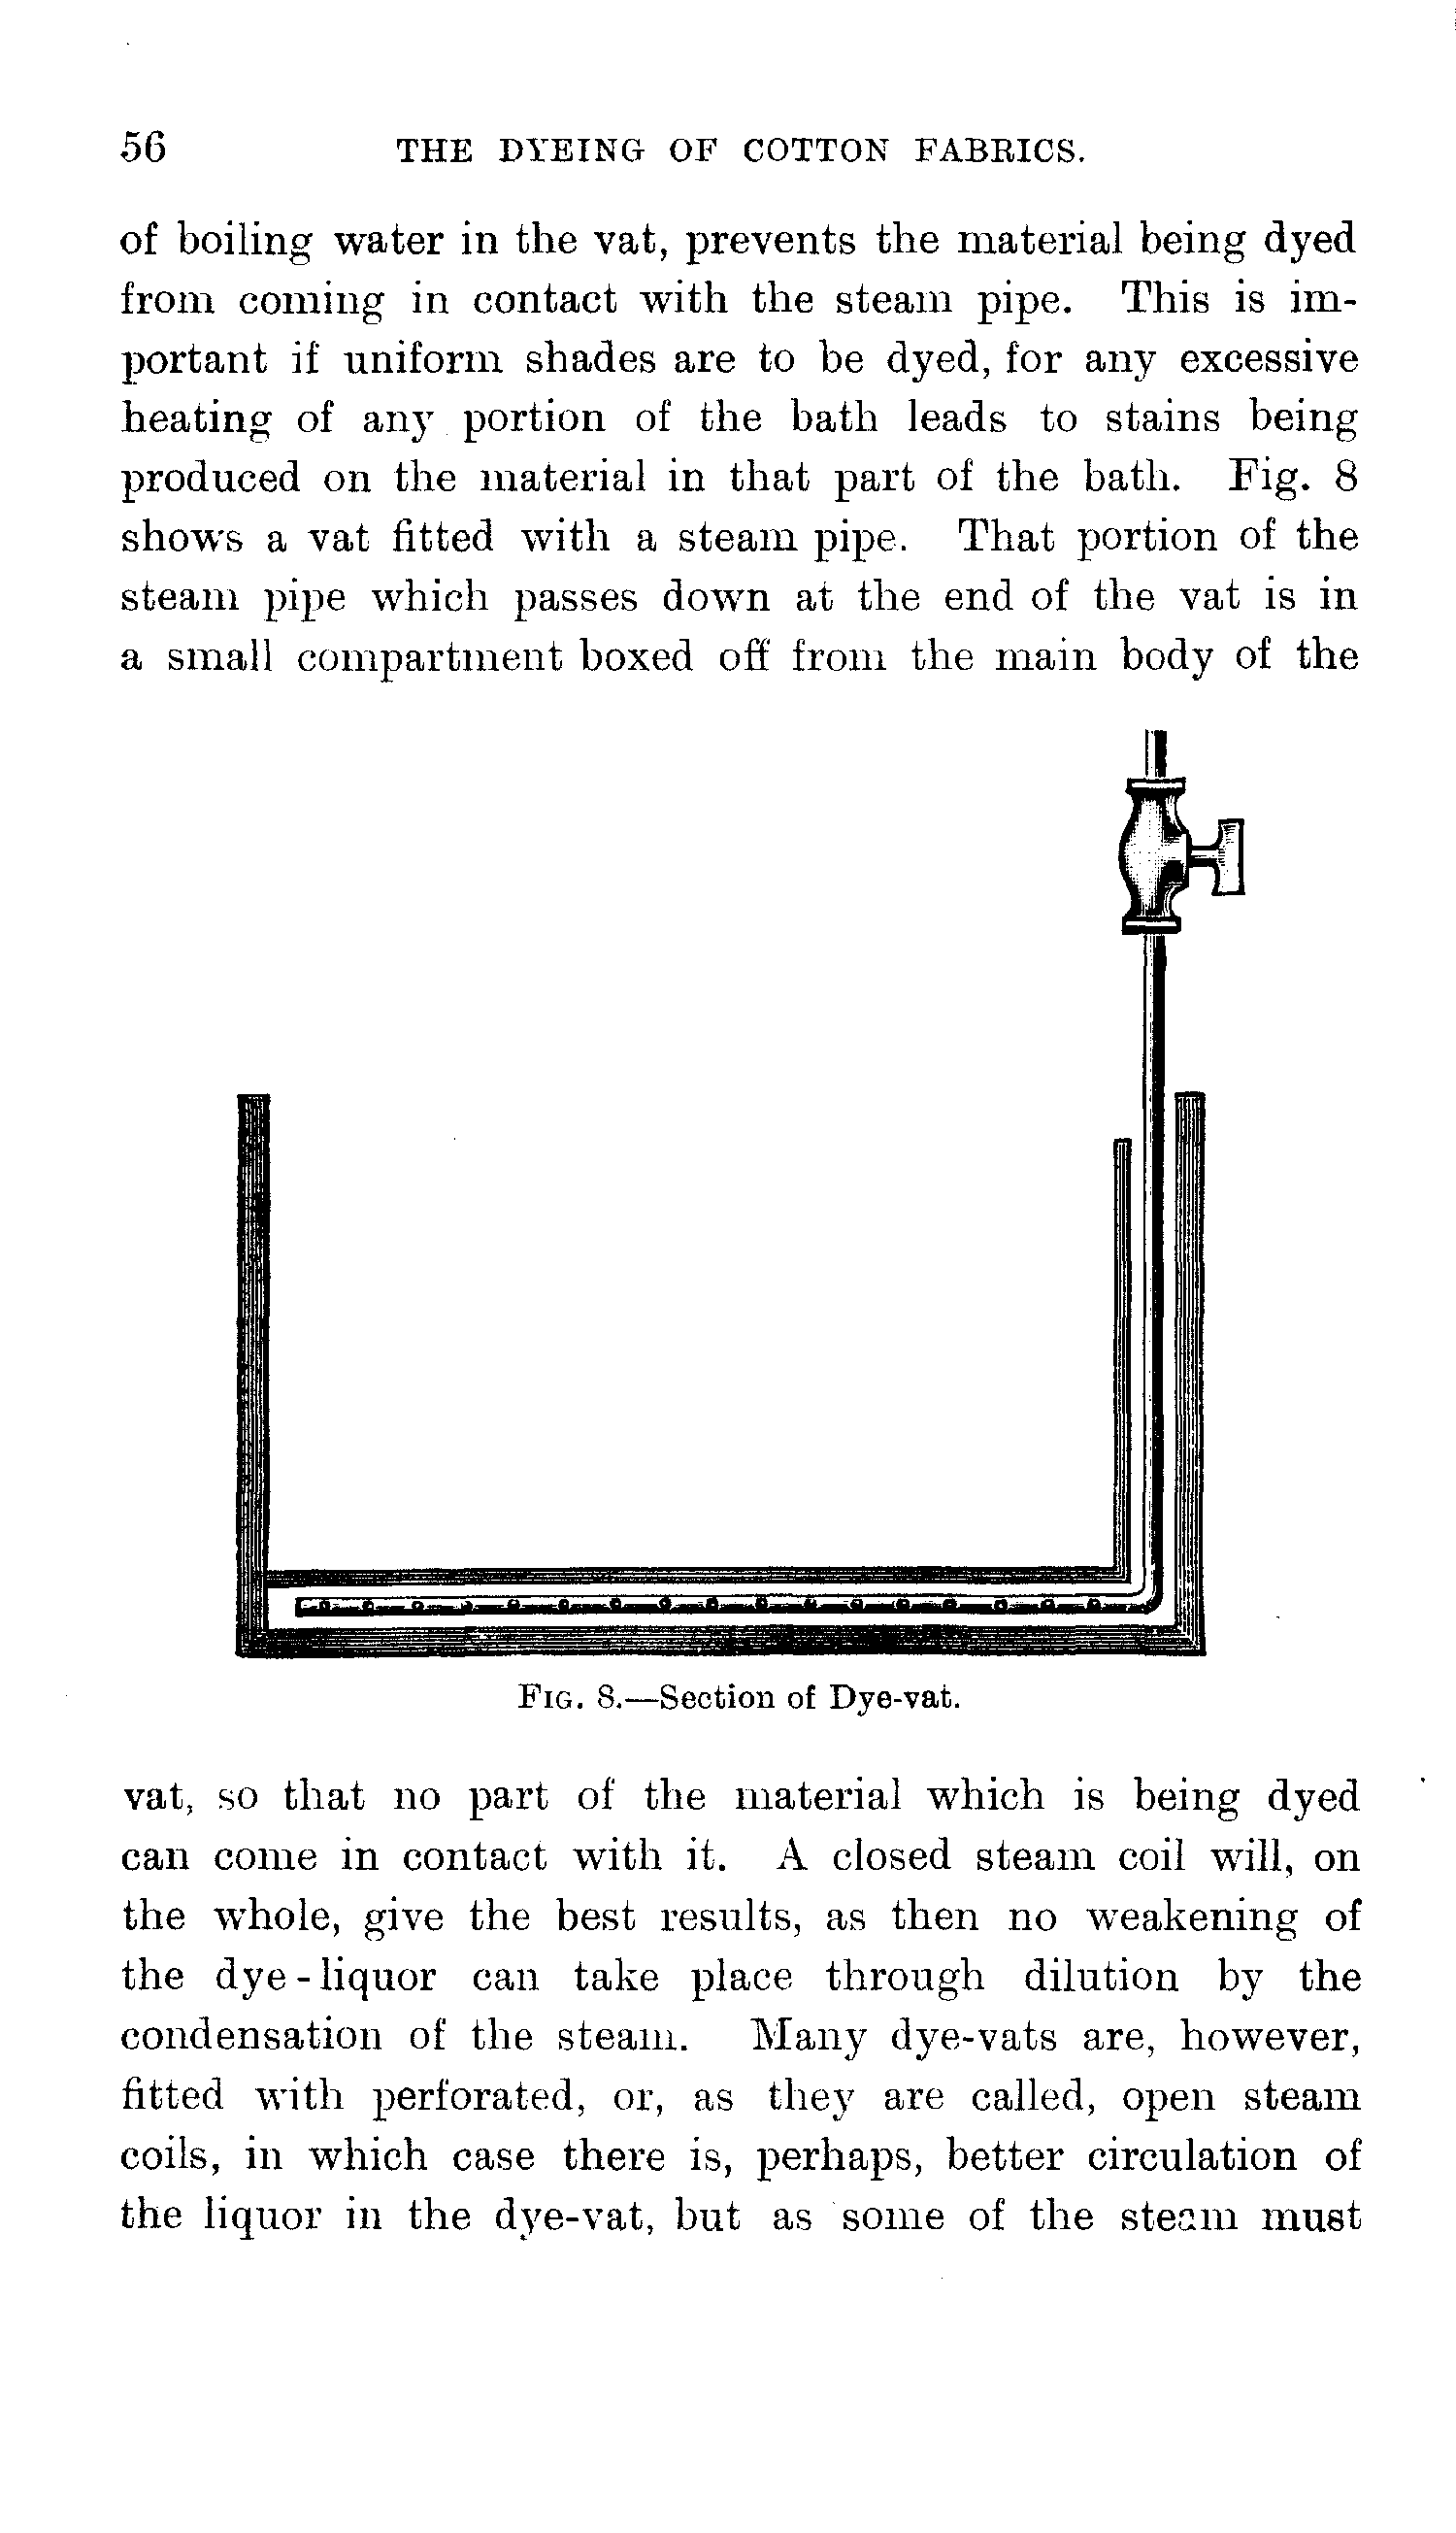 56 THE DYEING OF COTTON FABRICS.
of boiling water in the vat, prevents the material being dyed
from coming in contact with the steam pipe. This is im-
portant if uniform shades are to be dyed, for any excessive
heating of any portion of the bath leads to stains being
produced on the material in that part of the bath. Fig. 8
shows a vat fitted with a steam pipe. That portion of the
steam pipe which passes down at the end of the vat is in
a small compartment boxed off from the main body of the
FIG. 8.—Section of Dye-vat.
vat, so that no part of the material which is being dyed
can come in contact with it. A closed steam coil will, on
the whole, give the best results, as then no weakening of
the dye-liquor can take place through dilution by the
condensation of the steam. Many dye-vats are, however,
fitted with perforated, or, as they are called, open steam
coils, in which case there is, perhaps, better circulation of
the liquor in the dye-vat, but as some of the steam must